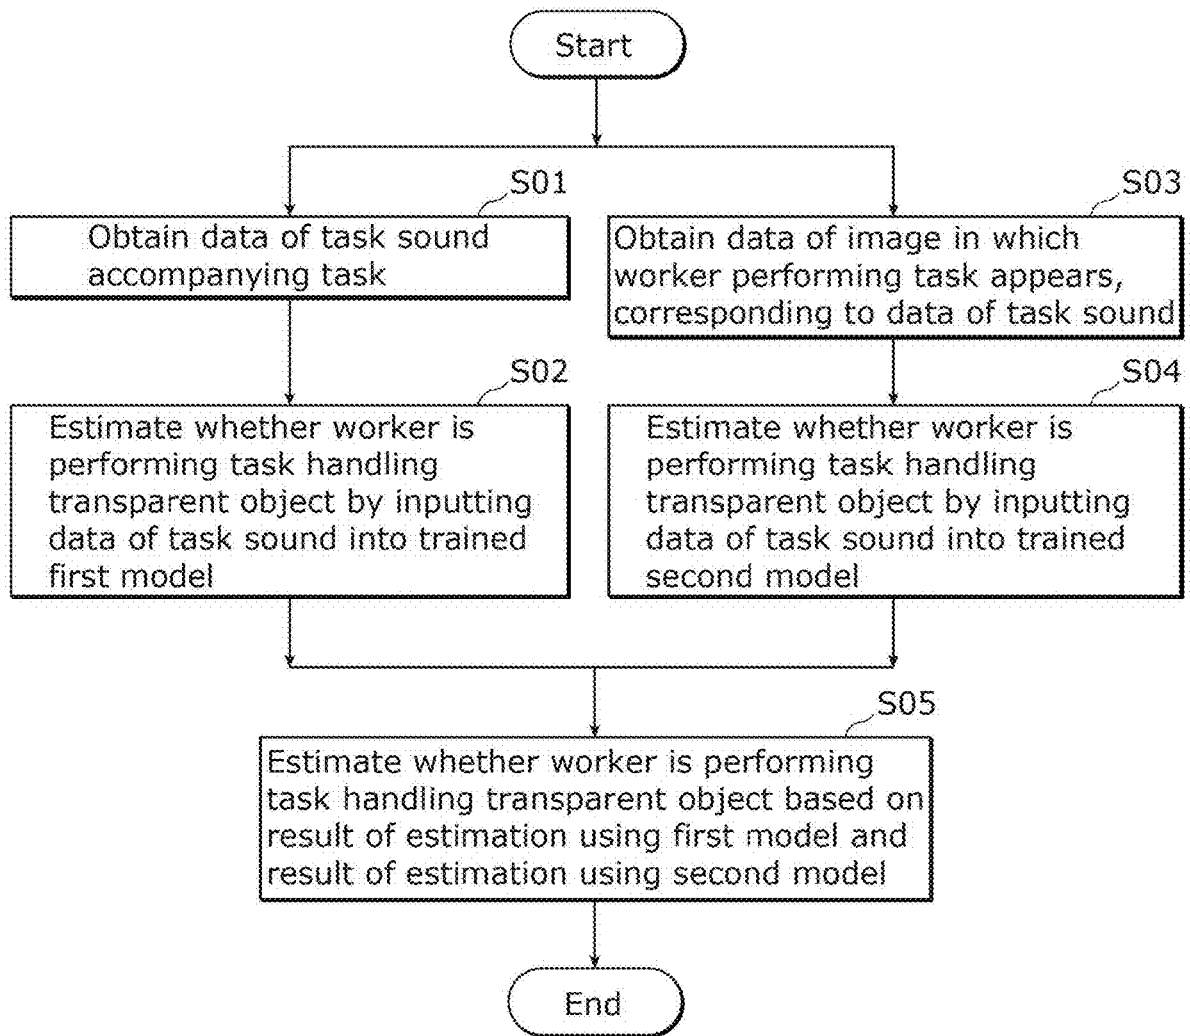 Start
S01
Obtain data of task sound
accompanying task
S03
Obtain data of image in which
worker performing task appears,
corresponding to data of task sound
S02
Estimate whether worker is
performing task handling
transparent object by inputting
data of task sound into trained
first model
S04
Estimate whether worker is
performing task handling
transparent object by inputting
data of task sound into trained
second model
S05
Estimate whether worker is performing
task handling transparent object based on
result of estimation using first model and
result of estimation using second model
End